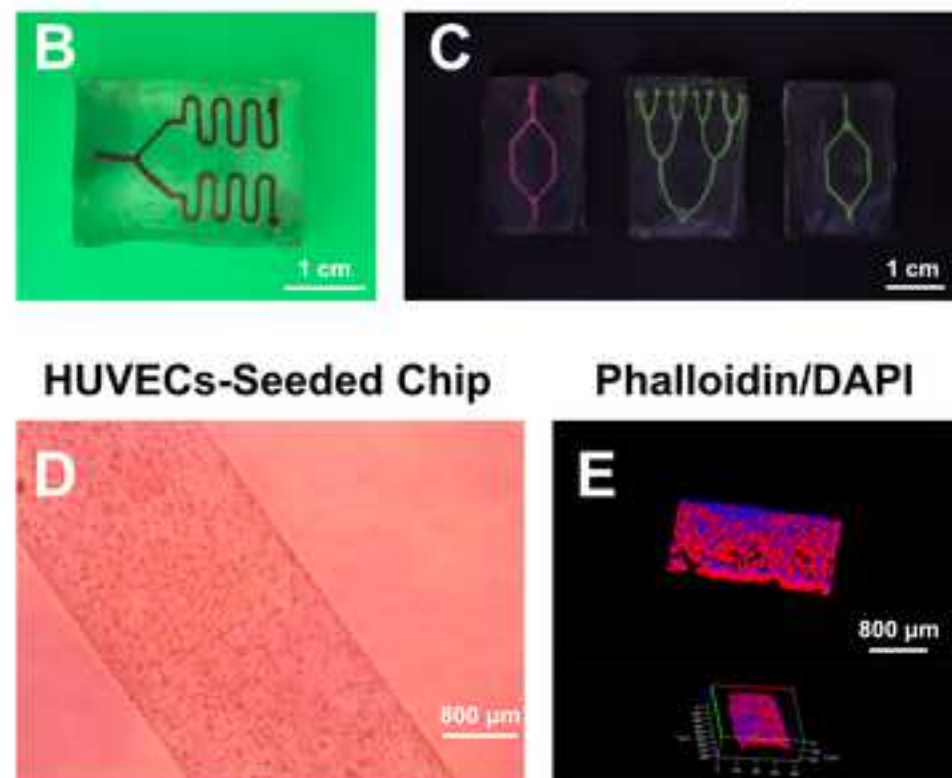 B
C
1 cm
1 cm
HUVECs-Seeded Chip
Phalloidin/DAPI
D
E
800 µm
800 µm